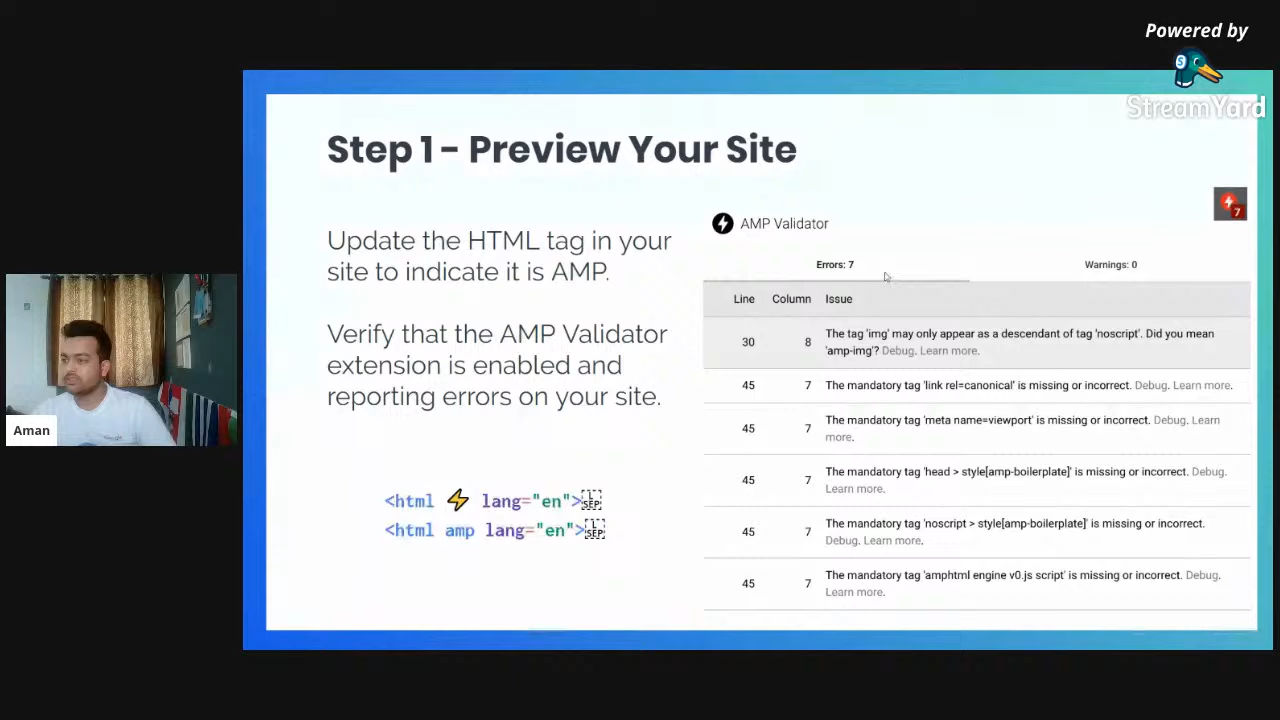 Powered by
StreamYard
Step 1 - Preview Your Site
Update the HTML tag in your
site to indicate it is AMP.
Verify that the AMP Validator
extension is enabled and
reporting errors on your site.
<html ⚡ lang="en">
<html amp lang="en">
7
AMP Validator
Errors: 7 Warnings: 0
Line Column Issue
30 8 The tag 'img' may only appear as a descendant of tag 'noscript'. Did you mean
'amp-img'? Debug. Learn more.
45 7 The mandatory tag 'link rel=canonical' is missing or incorrect. Debug. Learn more.
45 7 The mandatory tag 'meta name=viewport' is missing or incorrect. Debug. Learn
more.
45 7 The mandatory tag 'head > style[amp-boilerplate]' is missing or incorrect. Debug.
Learn more.
45 7 The mandatory tag 'noscript > style[amp-boilerplate]' is missing or incorrect.
Debug. Learn more.
45 7 The mandatory tag 'amphtml engine v0.js script' is missing or incorrect. Debug.
Learn more.
Aman